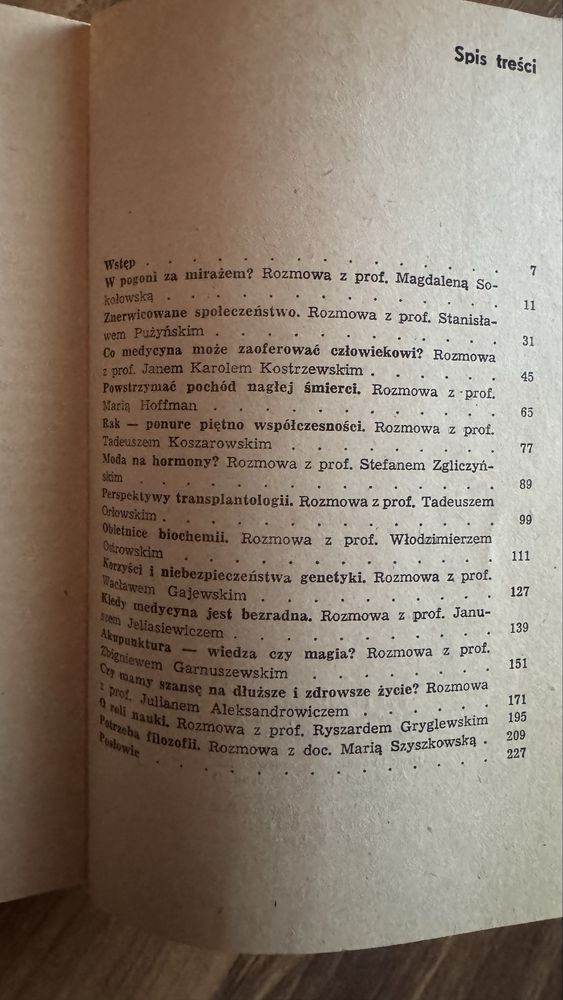 Spis treści
Wstęp . . . . . . . . . . . . 7
W pogoni za mirażem? Rozmowa z prof. Magdaleną So-
kołowską . . . . . . . . . . . . 11
Znerwicowane społeczeństwo. Rozmowa z prof. Stanisła-
wem Pużyńskim . . . . . . . . . . 31
Co medycyna może zaoferować człowiekowi? Rozmowa
z prof. Janem Karolem Kostrzewskim . . . . . 45
Powstrzymać pochód nagłej śmierci. Rozmowa z prof.
Marią Hoffman . . . . . . . . . . 65
Rak — ponure piętno współczesności. Rozmowa z prof.
Tadeuszem Koszarowskim . . . . . . . . 77
Moda na hormony? Rozmowa z prof. Stefanem Zgliczyń-
skim . . . . . . . . . . . . . 89
Perspektywy transplantologii. Rozmowa z prof. Tadeuszem
Orłowskim . . . . . . . . . . . . 99
Obietnice biochemii. Rozmowa z prof. Włodzimierzem
Ostrowskim . . . . . . . . . . . 111
Korzyści i niebezpieczeństwa genetyki. Rozmowa z prof.
Wacławem Gajewskim . . . . . . . . . 127
Kiedy medycyna jest bezradna. Rozmowa z prof. Janu-
szem Jeliasiewiczem . . . . . . . . . 139
Akupunktura — wiedza czy magia? Rozmowa z prof.
Zbigniewem Garnuszewskim . . . . . . . 151
Czy mamy szansę na dłuższe i zdrowsze życie? Rozmowa
z prof. Julianem Aleksandrowiczem . . . . . 171
O roli nauki. Rozmowa z prof. Ryszardem Gryglewskim 195
Potrzeba filozofii. Rozmowa z doc. Marią Szyszkowską . 209
Posłowie . . . . . . . . . . . . 227